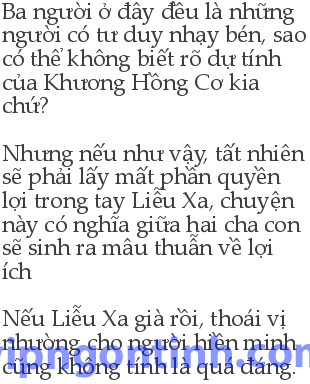 Ba người ở đây đều là những
người có tư duy nhạy bén, sao
có thể không biết rõ dự tính
của Khương Hồng Cơ kia
chứ?
Nhưng nếu như vậy, tất nhiên
sẽ phải lấy mất phần quyền
lợi trong tay Liễu Xa, chuyện
này có nghĩa giữa hai cha con
sẽ sinh ra mâu thuẫn về lợi
ích
Nếu Liễu Xa già rồi, thoái vị
nhường cho người hiền minh
cũng không tính là quá đáng.